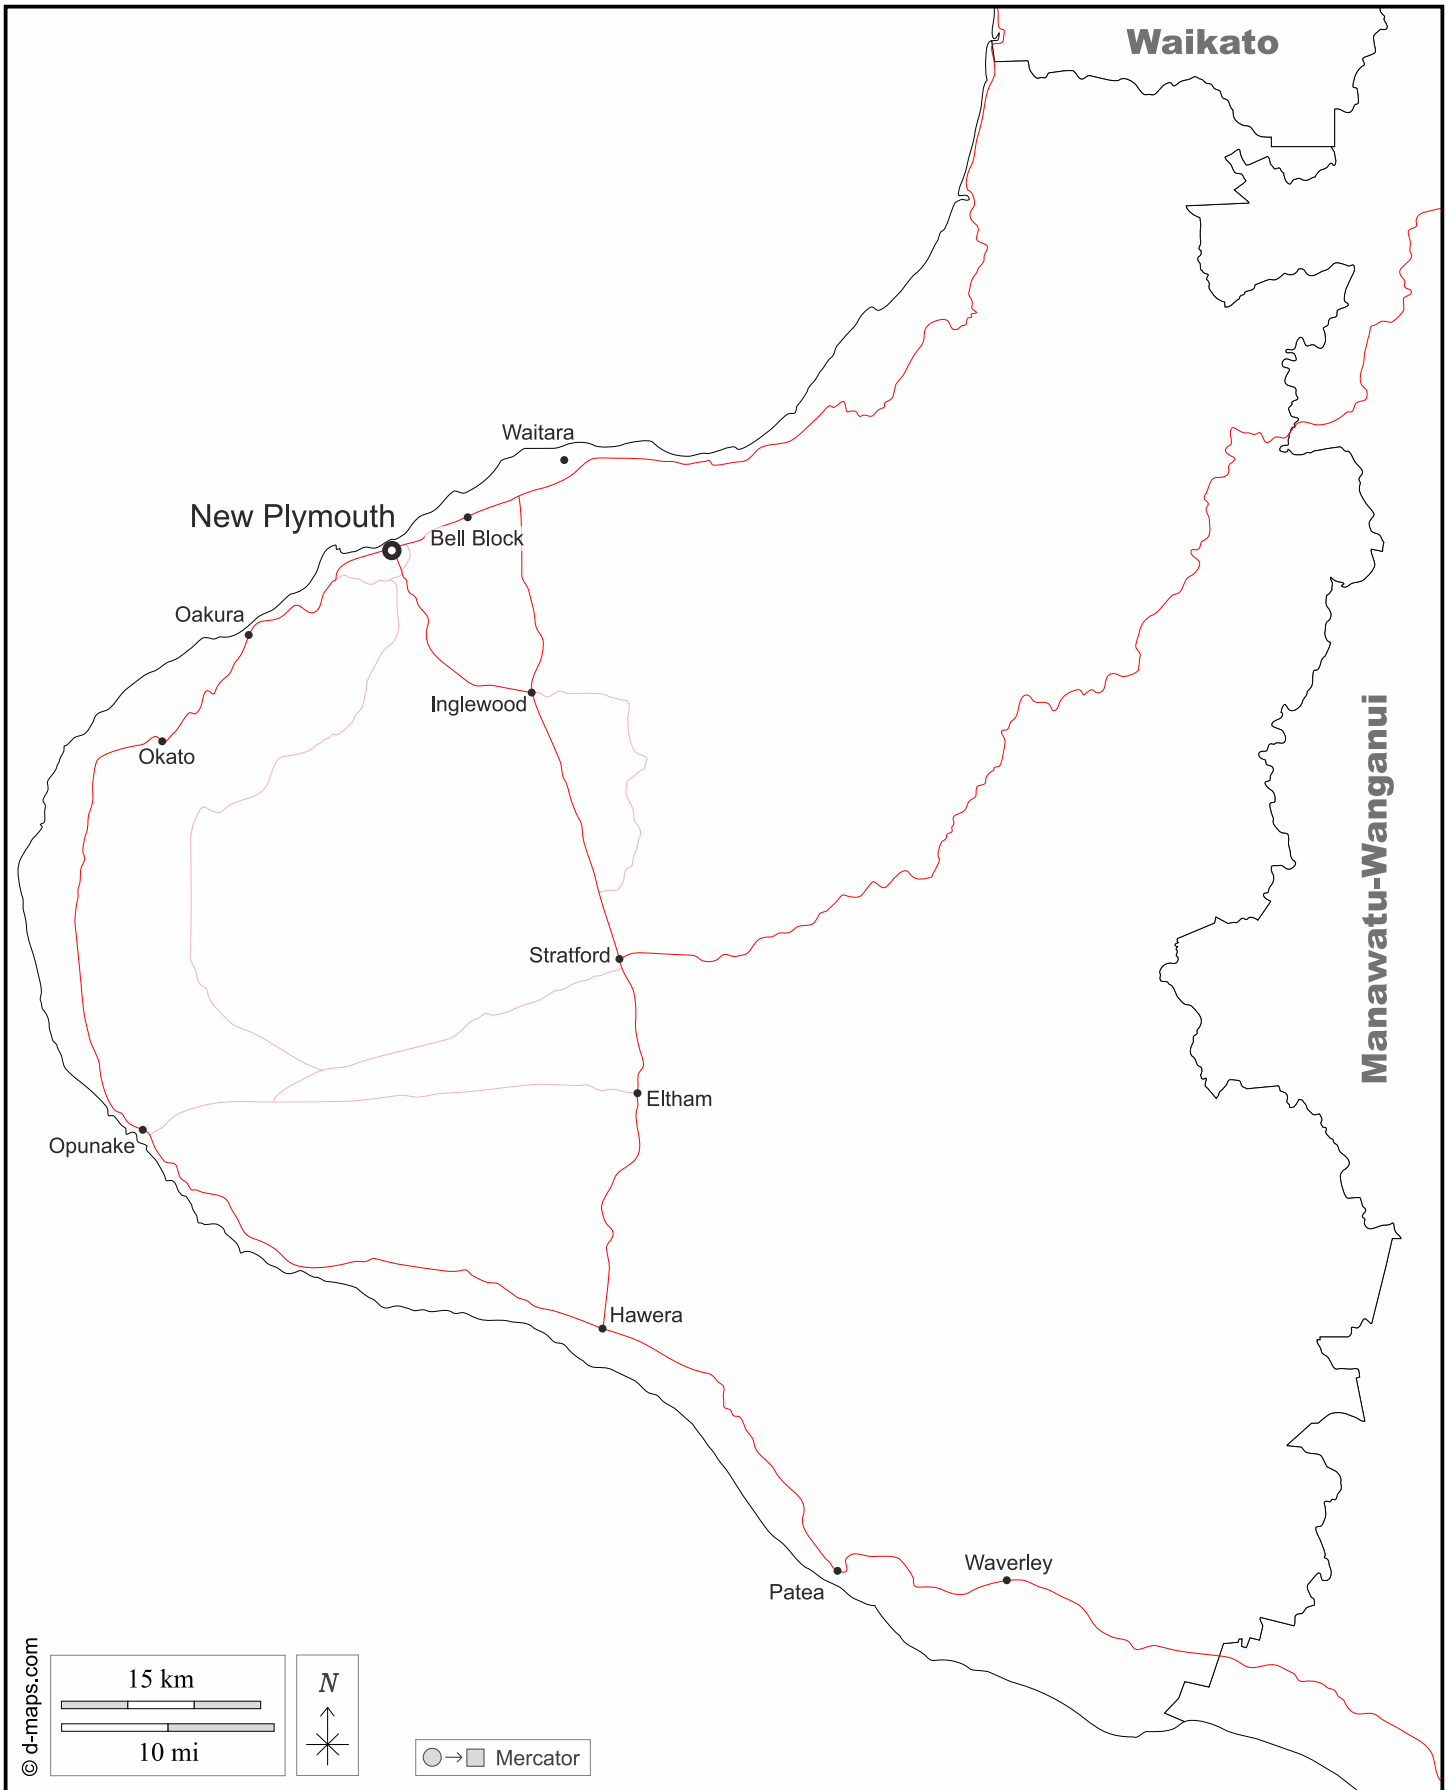 Waikato
Waitara
New Plymouth
Bell Block
Oakura
Inglewood
Okato
Manawatu-Wanganui
Stratford
Eltham
Opunake
Hawera
Waverley
Patea
© d-maps.com
15 km
10 mi
N
Mercator